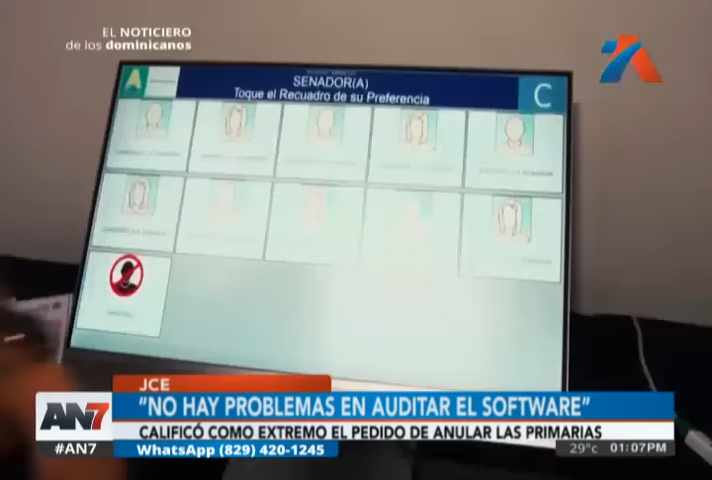 EL NOTICIERO
de los dominicanos
SENADOR(A)
Toque el Recuadro de su Preferencia
A
C
JCE
"NO HAY PROBLEMAS EN AUDITAR EL SOFTWARE"
CALIFICÓ COMO EXTREMO EL PEDIDO DE ANULAR LAS PRIMARIAS
AN7
#AN7
WhatsApp (829) 420-1245
29°c
01:07PM